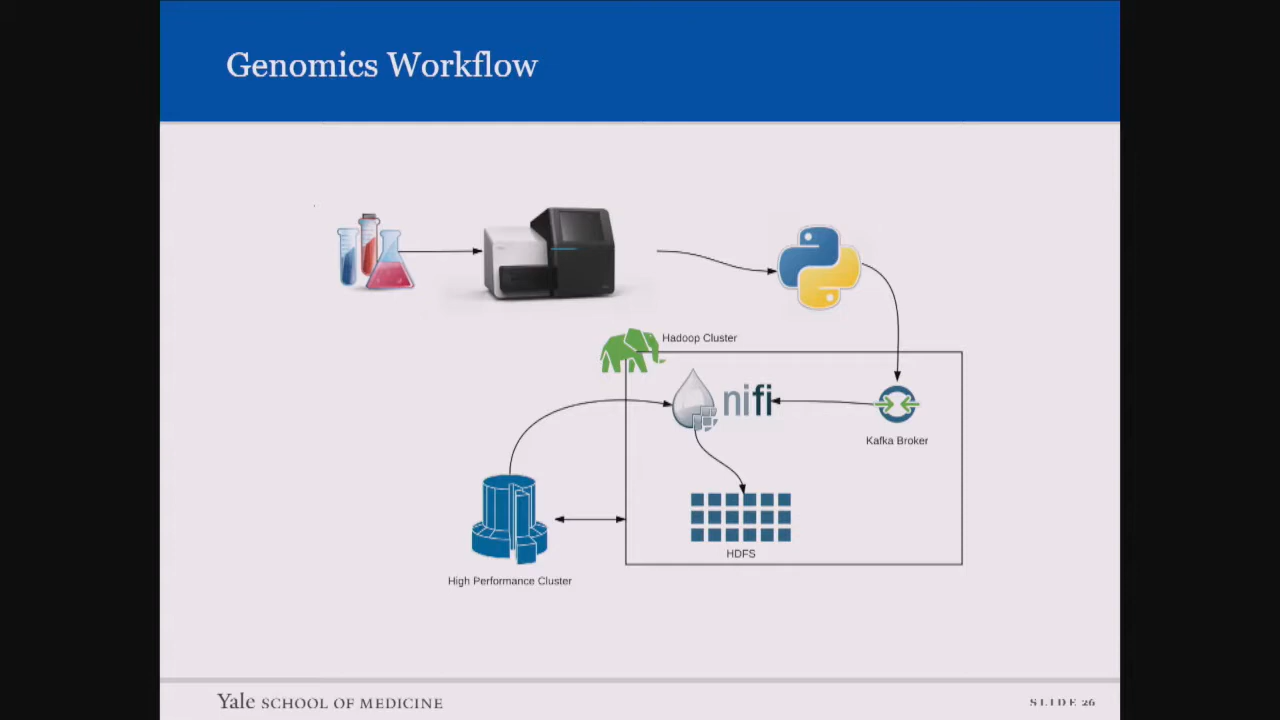 Genomics Workflow
Hadoop Cluster
nifi
Kafka Broker
HDFS
High Performance Cluster
Yale SCHOOL OF MEDICINE
SLIDE 26